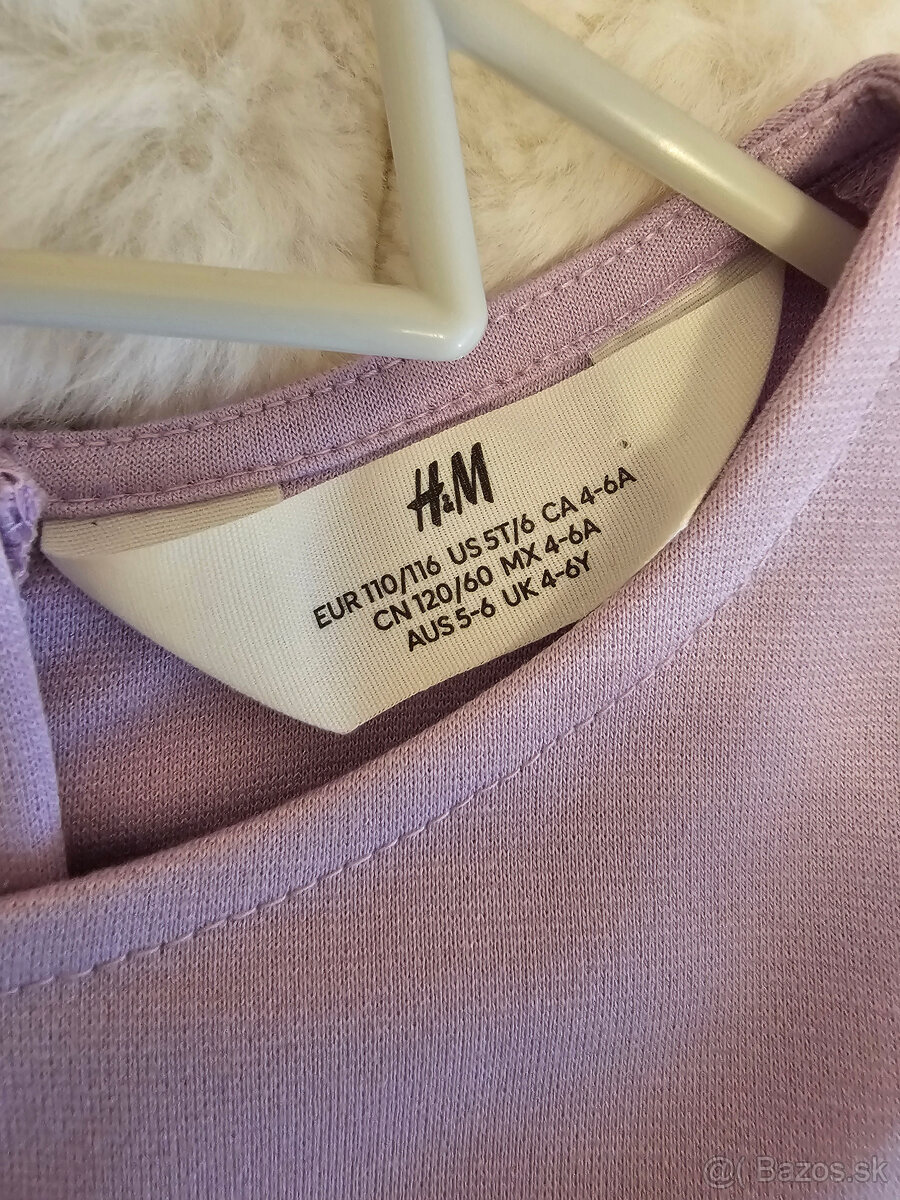 H&M
EUR 110/116 US 5T/6 CA 4-6A
CN 120/60 MX 4-6A
AUS 5-6 UK 4-6Y
@( Bazos.sk